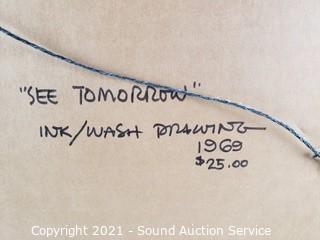 "SEE TOMORROW"
INK/WASH DRAWING
1969
$25.00
Copyright 2021 - Sound Auction Service